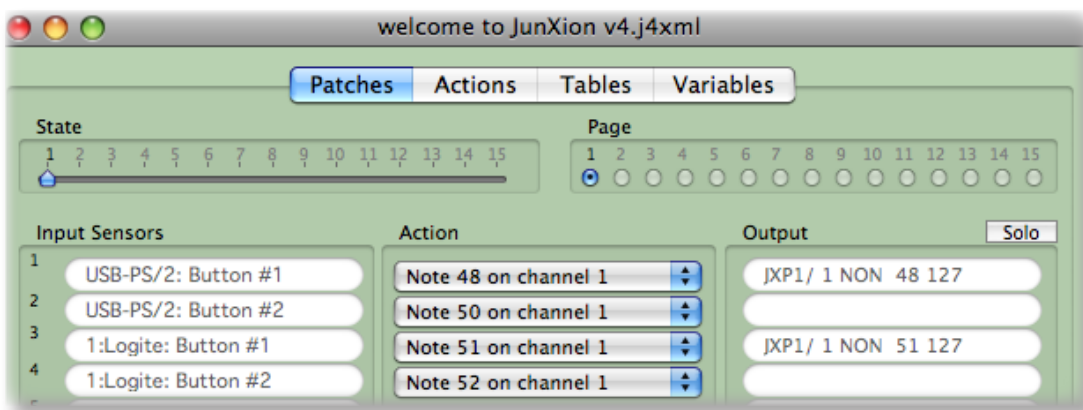 welcome to JunXion v4.j4xml
Patches Actions Tables Variables
State Page
1 2 3 4 5 6 7 8 9 10 11 12 13 14 15 1 2 3 4 5 6 7 8 9 10 11 12 13 14 15
Input Sensors Action Output Solo
1 USB-PS/2: Button #1 Note 48 on channel 1 JXP1/ 1 NON 48 127
2 USB-PS/2: Button #2 Note 50 on channel 1
3 1:Logite: Button #1 Note 51 on channel 1 JXP1/ 1 NON 51 127
4 1:Logite: Button #2 Note 52 on channel 1